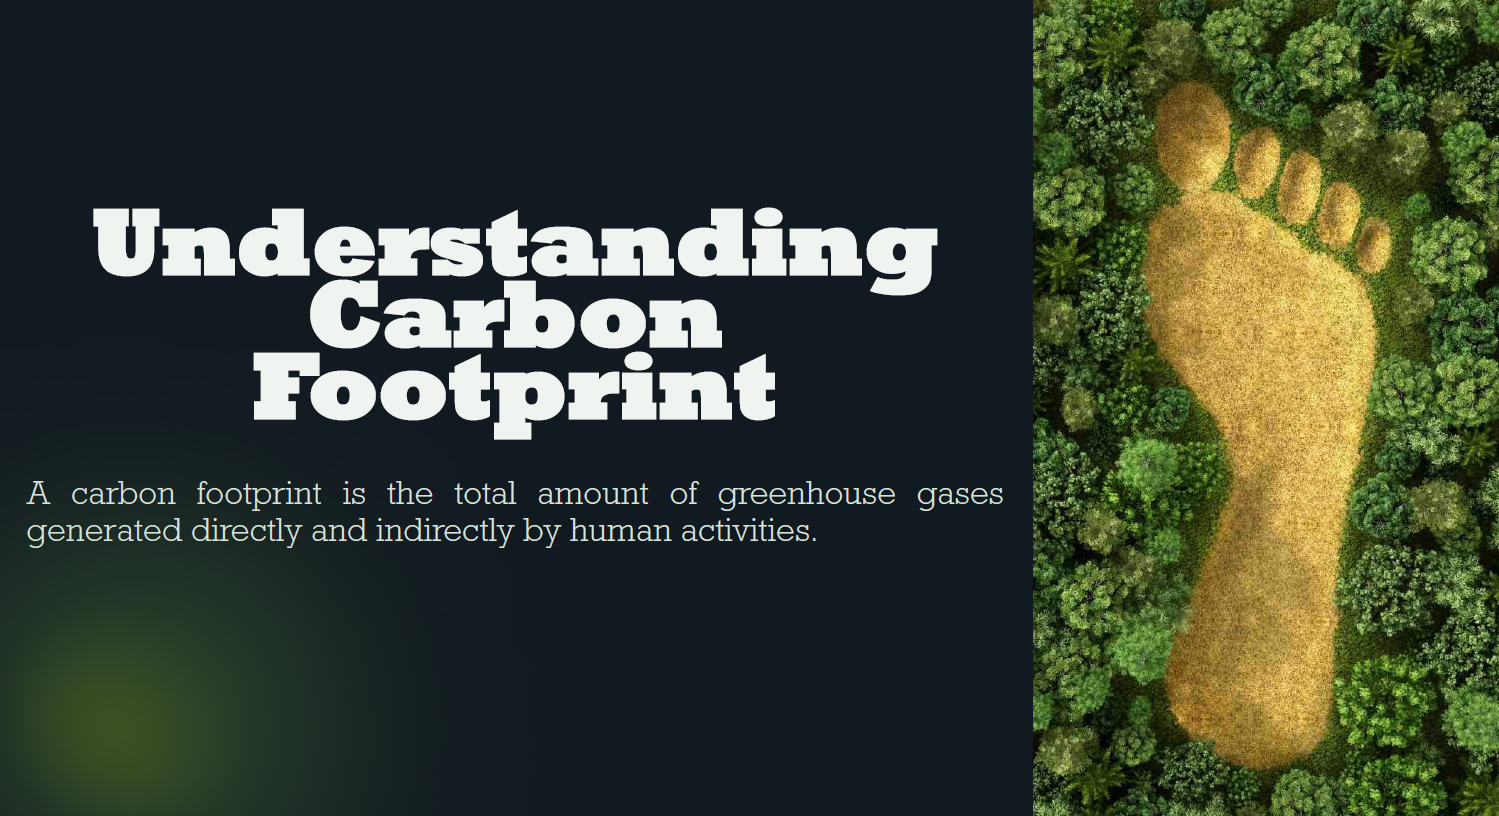 Understanding
Carbon
Footprint
A carbon footprint is the total amount of greenhouse gases
generated directly and indirectly by human activities.